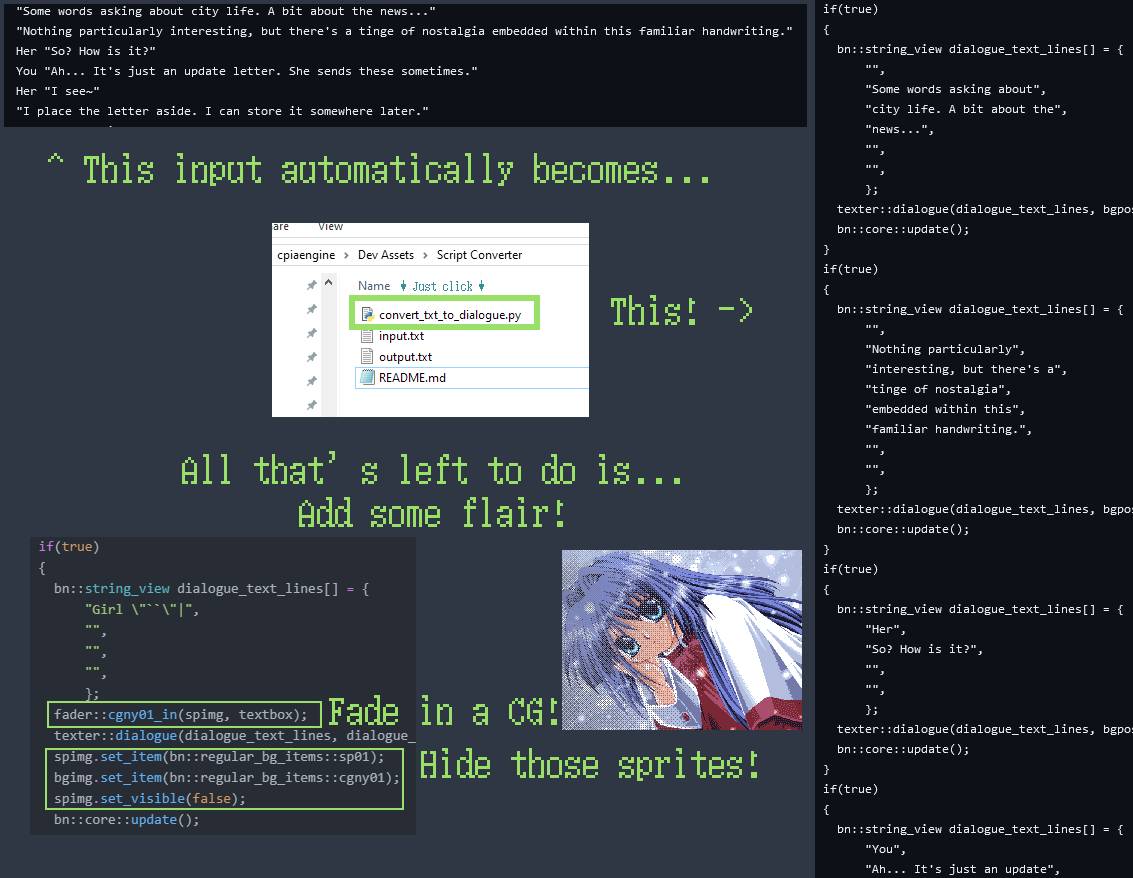 "Some words asking about city life. A bit about the news..."
"Nothing particularly interesting, but there's a tinge of nostalgia embedded within this familiar handwriting."
Her "So? How is it?"
You "Ah... It's just an update letter. She sends these sometimes."
Her "I see~"
"I place the letter aside. I can store it somewhere later."
^ This input automatically becomes...
are View
cpiaengine > Dev Assets > Script Converter
Name Just click
convert_txt_to_dialogue.py
input.txt
output.txt
README.md
This! ->
All that's left to do is...
Add some flair!
if(true)
{
bn::string_view dialogue_text_lines[] = {
"Girl \"``\"|",
"",
"",
"",
};
fader::cgny01_in(spimg, textbox);
texter::dialogue(dialogue_text_lines, dialogue_
spimg.set_item(bn::regular_bg_items::sp01);
bgimg.set_item(bn::regular_bg_items::cgny01);
spimg.set_visible(false);
bn::core::update();
Fade in a CG!
Hide those sprites!
if(true)
{
bn::string_view dialogue_text_lines[] = {
"",
"Some words asking about",
"city life. A bit about the",
"news...",
"",
"",
};
texter::dialogue(dialogue_text_lines, bgpos
bn::core::update();
}
if(true)
{
bn::string_view dialogue_text_lines[] = {
"",
"Nothing particularly",
"interesting, but there's a",
"tinge of nostalgia",
"embedded within this",
"familiar handwriting.",
"",
"",
};
texter::dialogue(dialogue_text_lines, bgpos
bn::core::update();
}
if(true)
{
bn::string_view dialogue_text_lines[] = {
"Her",
"So? How is it?",
"",
"",
};
texter::dialogue(dialogue_text_lines, bgpos
bn::core::update();
}
if(true)
{
bn::string_view dialogue_text_lines[] = {
"You",
"Ah... It's just an update",